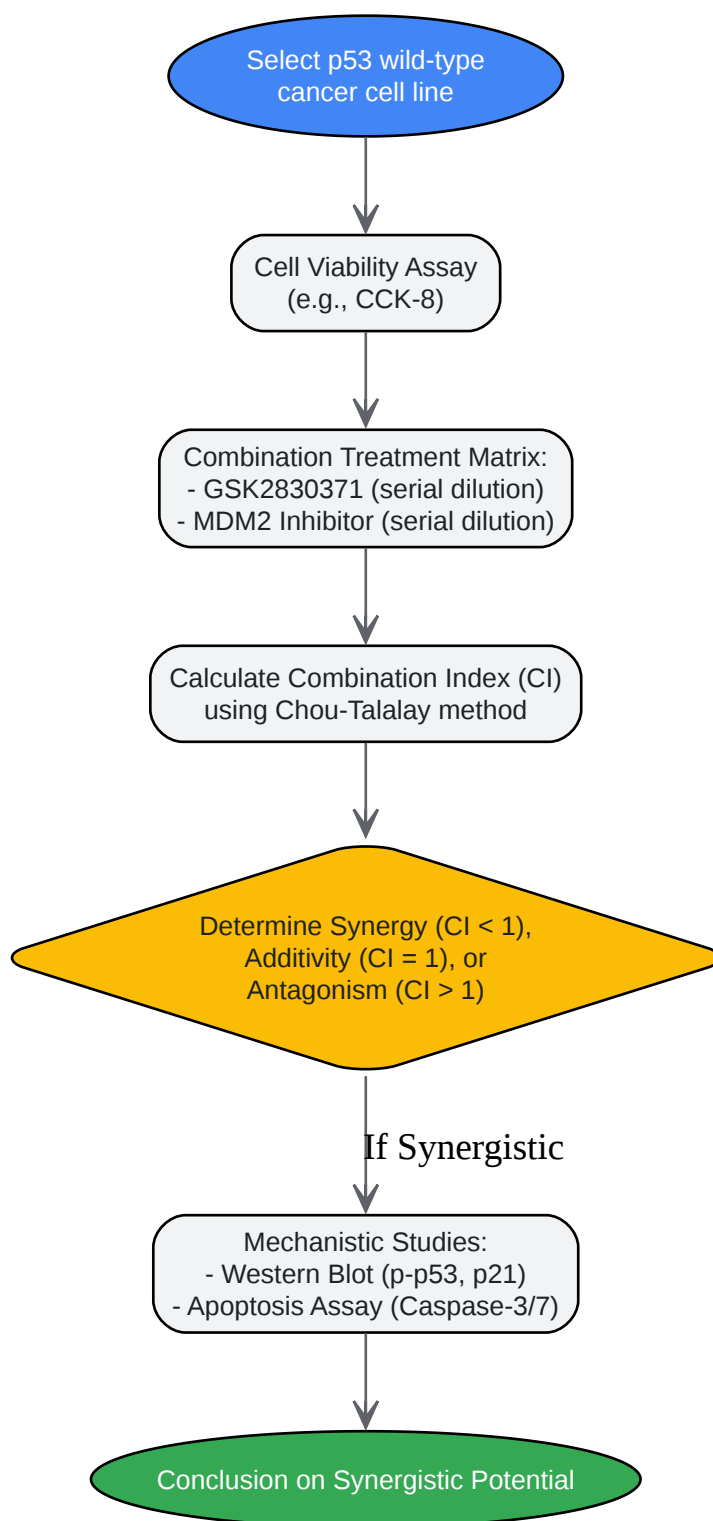 Select p53 wild-type
cancer cell line
Cell Viability Assay
(e.g., CCK-8)
Combination Treatment Matrix:
- GSK2830371 (serial dilution)
- MDM2 Inhibitor (serial dilution)
Calculate Combination Index (CI)
using Chou-Talalay method
Determine Synergy (CI < 1),
Additivity (CI = 1), or
Antagonism (CI > 1)
If Synergistic
Mechanistic Studies:
- Western Blot (p-p53, p21)
- Apoptosis Assay (Caspase-3/7)
Conclusion on Synergistic Potential